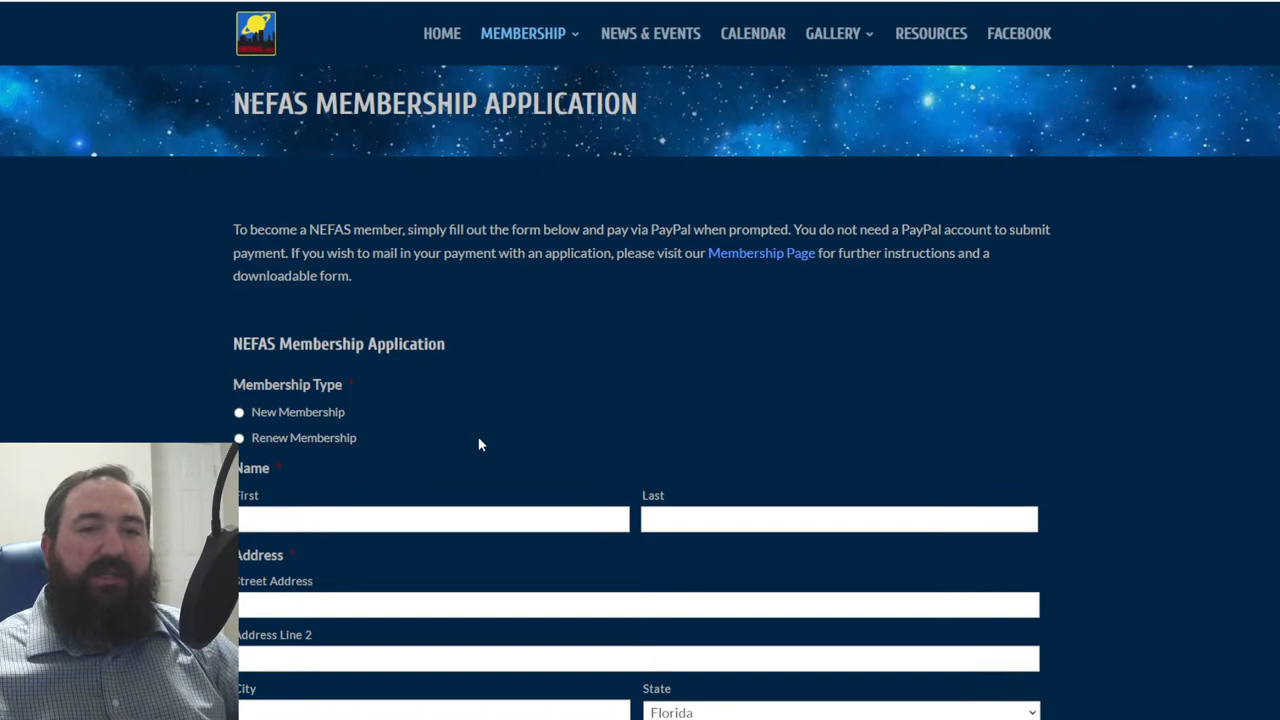 HOME MEMBERSHIP NEWS & EVENTS CALENDAR GALLERY RESOURCES FACEBOOK
NEFAS MEMBERSHIP APPLICATION
To become a NEFAS member, simply fill out the form below and pay via PayPal when prompted. You do not need a PayPal account to submit
payment. If you wish to mail in your payment with an application, please visit our Membership Page for further instructions and a
downloadable form.
NEFAS Membership Application
Membership Type *
New Membership
Renew Membership
Name *
First Last
Address *
Street Address
Address Line 2
City State
Florida